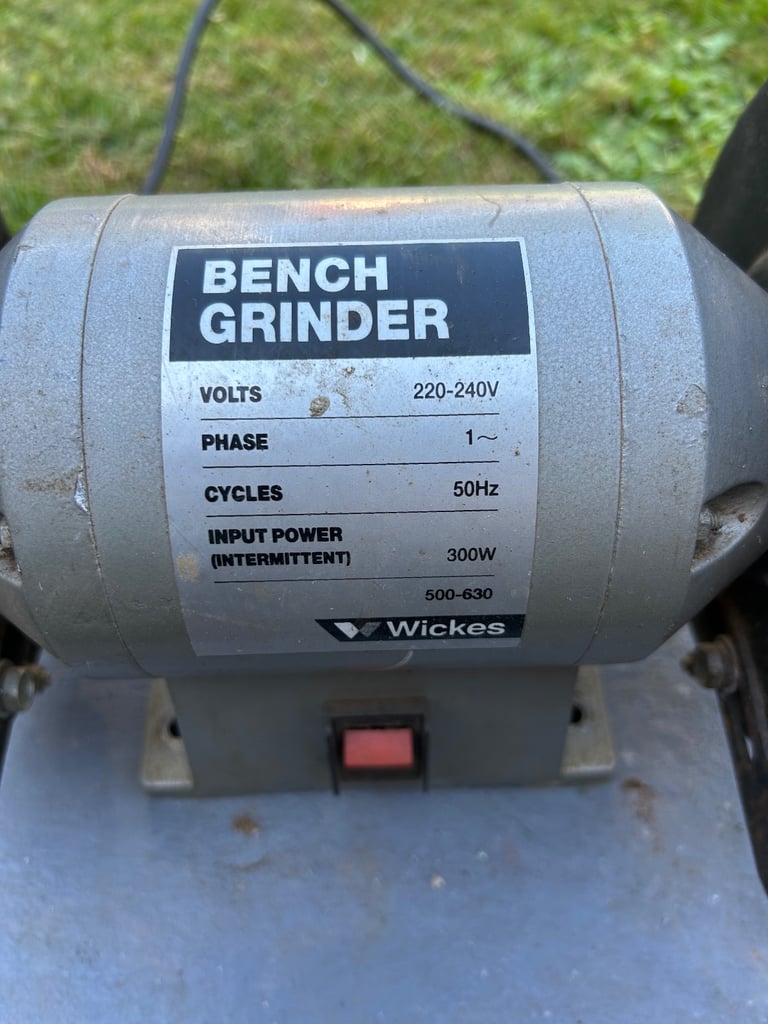 BENCH
GRINDER
VOLTS 220-240V
PHASE 1~
CYCLES 50Hz
INPUT POWER
(INTERMITTENT) 300W
500-630
Wickes